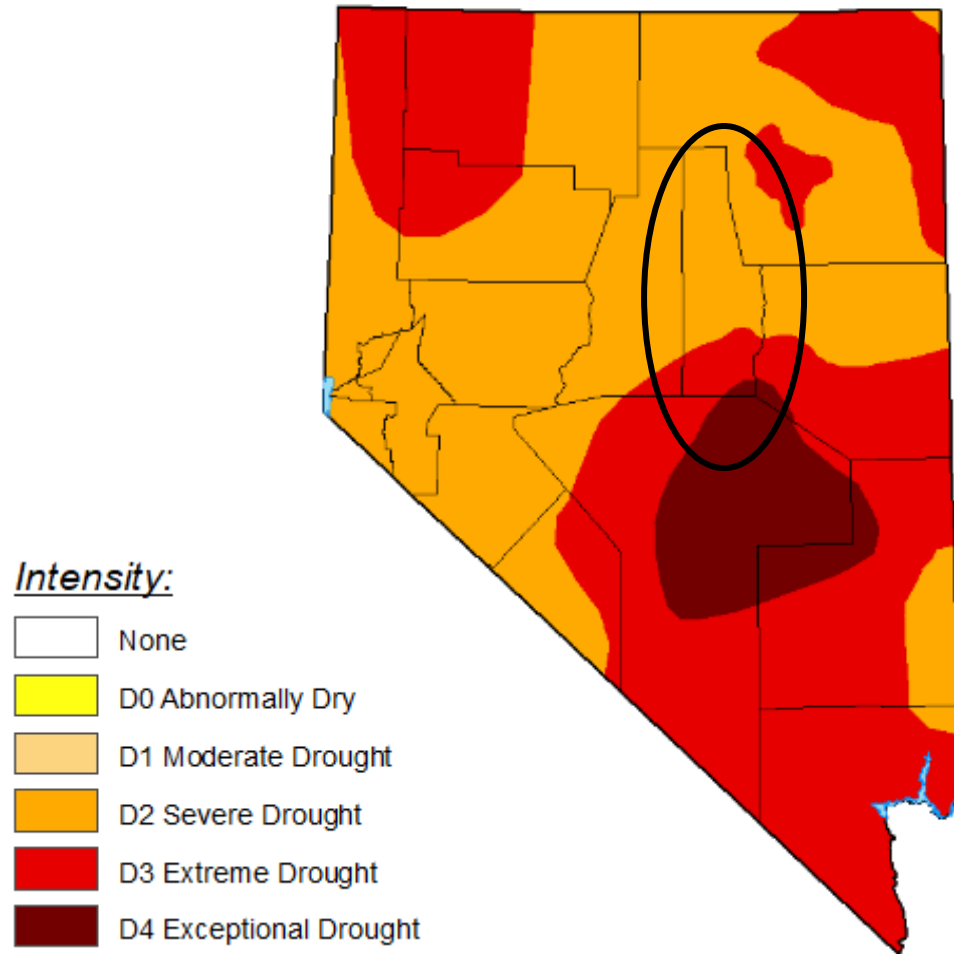 Intensity:
None
D0 Abnormally Dry
D1 Moderate Drought
D2 Severe Drought
D3 Extreme Drought
D4 Exceptional Drought